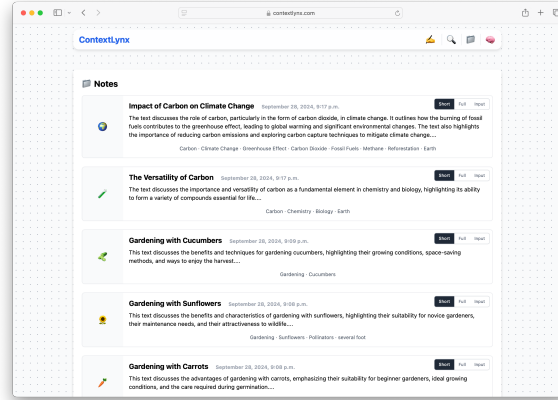 contextlynx.com
ContextLynx
Notes
Impact of Carbon on Climate Change September 28, 2024, 9:17 p.m.
Short Full Input
The text discusses the role of carbon, particularly in the form of carbon dioxide, in climate change. It outlines how the burning of fossil
fuels contributes to the greenhouse effect, leading to global warming and significant environmental changes. The text also highlights
the importance of reducing carbon emissions and exploring carbon capture techniques to mitigate climate change....
Carbon · Climate Change · Greenhouse Effect · Carbon Dioxide · Fossil Fuels · Methane · Reforestation · Earth
The Versatility of Carbon September 28, 2024, 9:17 p.m.
Short Full Input
The text discusses the importance and versatility of carbon as a fundamental element in chemistry and biology, highlighting its ability
to form a variety of compounds essential for life....
Carbon · Chemistry · Biology · Earth
Gardening with Cucumbers September 28, 2024, 9:08 p.m.
Short Full Input
This text discusses the benefits and techniques for gardening cucumbers, highlighting their growing conditions, space-saving
methods, and ways to enjoy the harvest....
Gardening · Cucumbers
Gardening with Sunflowers September 28, 2024, 9:08 p.m.
Short Full Input
This text discusses the benefits and characteristics of gardening with sunflowers, highlighting their suitability for novice gardeners,
their maintenance needs, and their attractiveness to wildlife....
Gardening · Sunflowers · Pollinators · several foot
Gardening with Carrots September 28, 2024, 9:08 p.m.
Short Full Input
This text discusses the advantages of gardening with carrots, emphasizing their suitability for beginner gardeners, ideal growing
conditions, and the care required during germination....